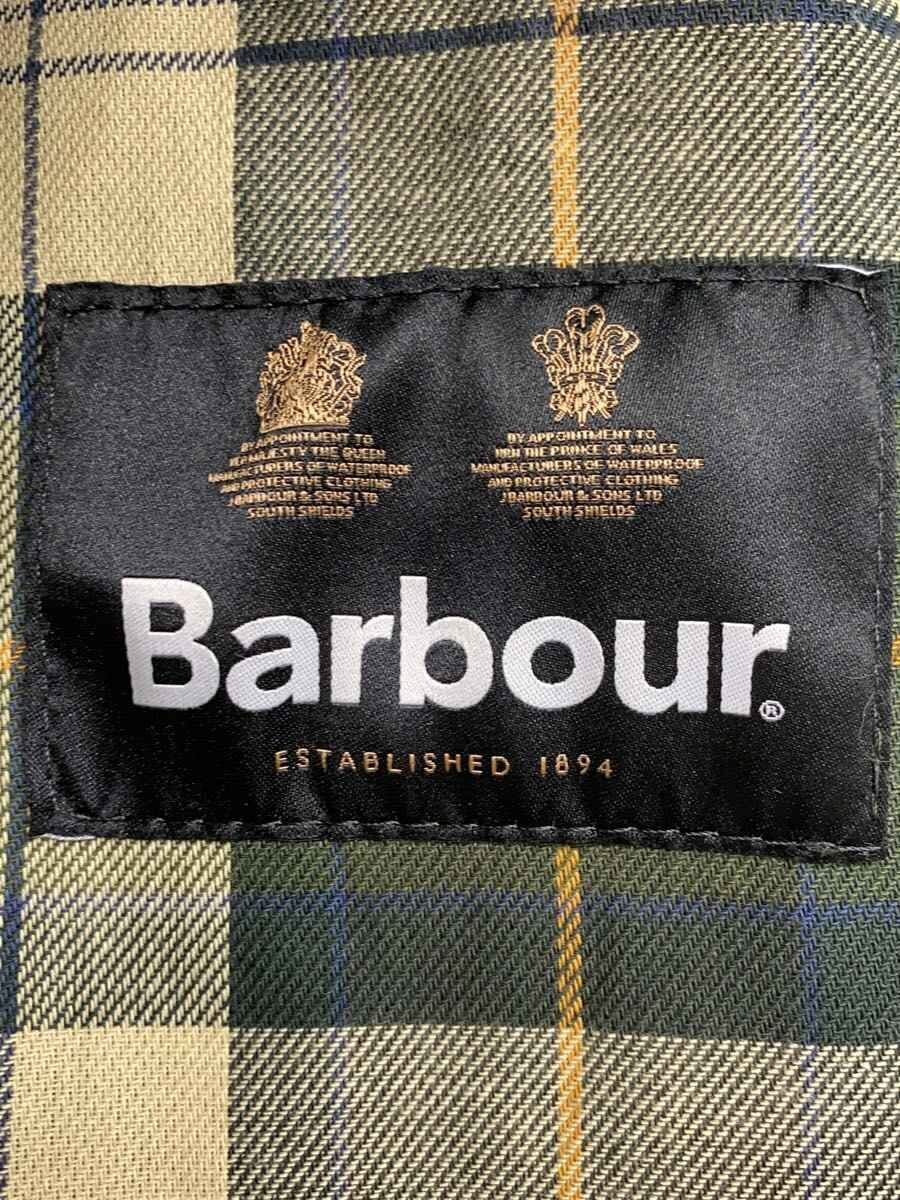 BY APPOINTMENT TO
HER MAJESTY THE QUEEN
MANUFACTURERS OF WATERPROOF
AND PROTECTIVE CLOTHING
J BARBOUR & SONS LTD
SOUTH SHIELDS
BY APPOINTMENT TO
HRH THE PRINCE OF WALES
MANUFACTURERS OF WATERPROOF
AND PROTECTIVE CLOTHING
J BARBOUR & SONS LTD
SOUTH SHIELDS
Barbour®
ESTABLISHED 1894